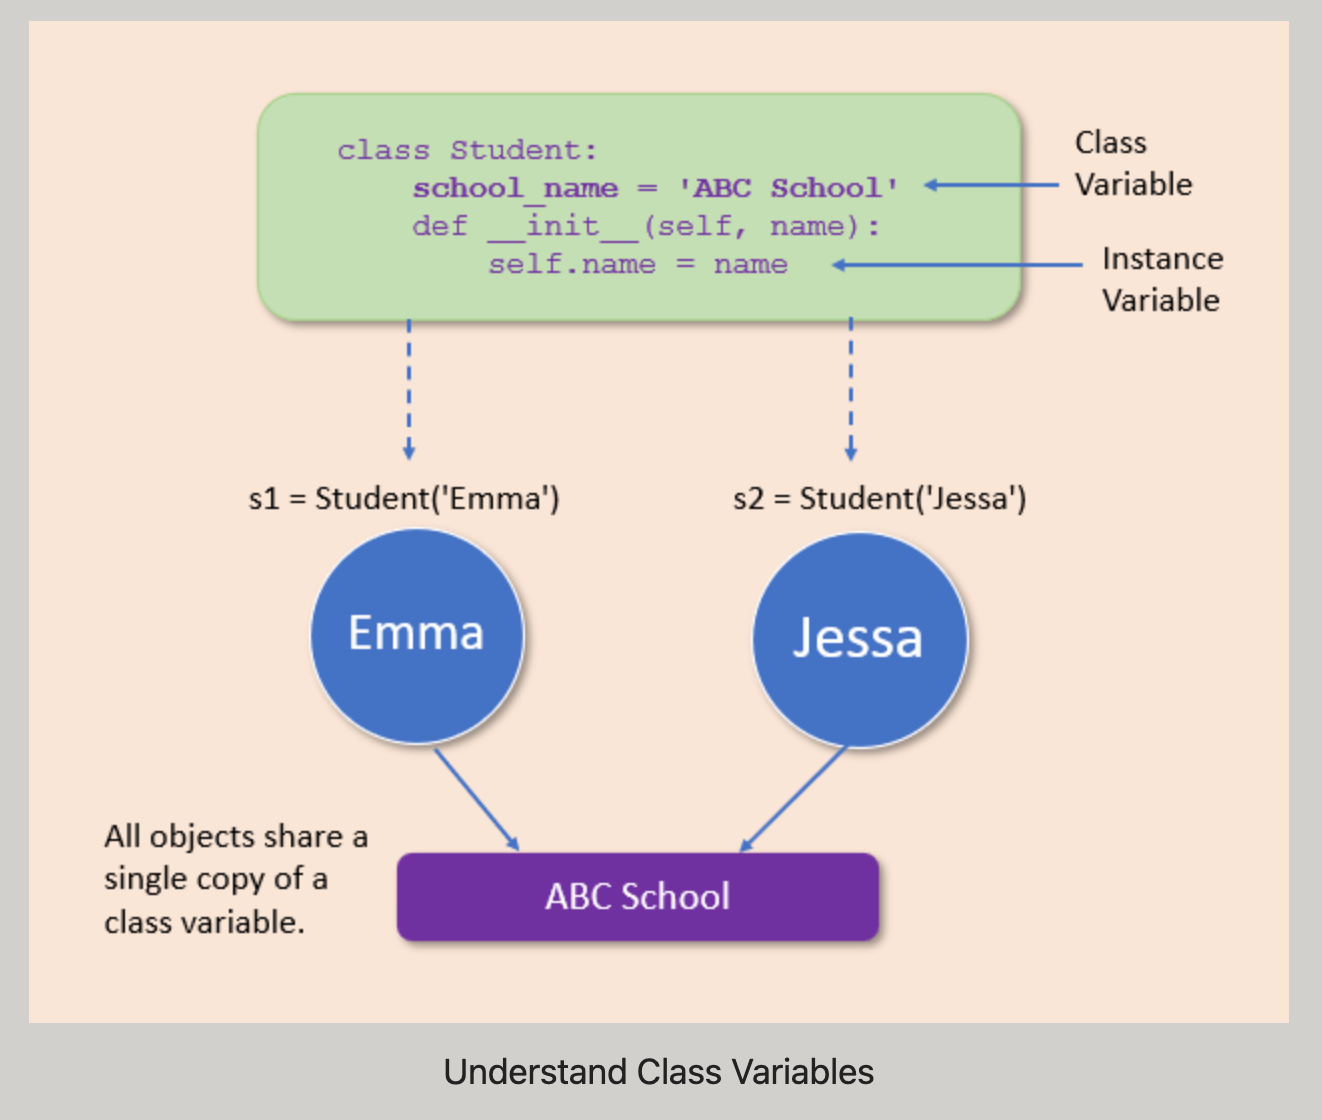 class Student:
school_name = 'ABC School'
def __init__(self, name):
self.name = name
Class
Variable
Instance
Variable
s1 = Student('Emma')
s2 = Student('Jessa')
Emma
Jessa
All objects share a
single copy of a
class variable.
ABC School
Understand Class Variables